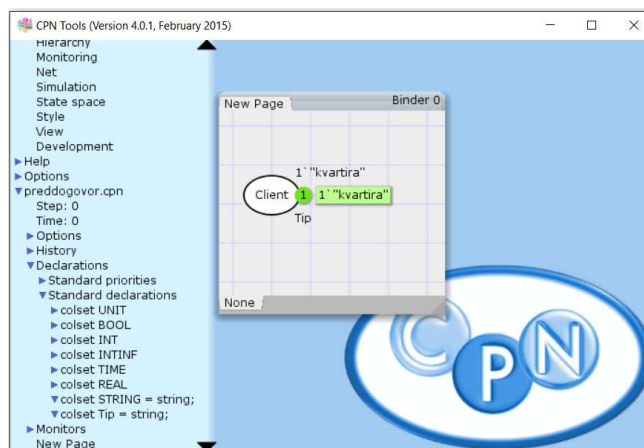 CPN Tools (Version 4.0.1, February 2015)
Hierarchy
Monitoring
Net
Simulation
State space
Style
View
Development
Help
Options
preddogovor.cpn
Step: 0
Time: 0
Options
History
Declarations
Standard priorities
Standard declarations
colset UNIT
colset BOOL
colset INT
colset INTINF
colset TIME
colset REAL
colset STRING = string;
colset Tip = string;
Monitors
New Page
New Page
Binder 0
1`"kvartira"
Client 1 1`"kvartira"
Tip
None
CPN